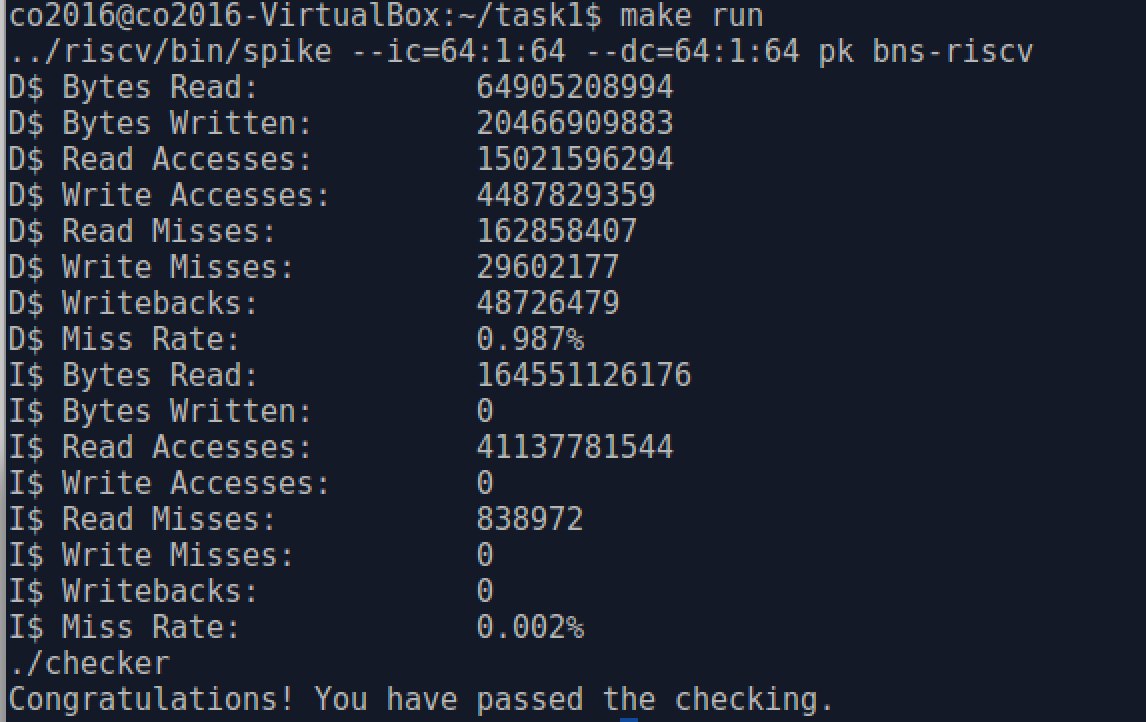 co2016@co2016-VirtualBox:~/task1$ make run
../riscv/bin/spike --ic=64:1:64 --dc=64:1:64 pk bns-riscv
D$ Bytes Read: 64905208994
D$ Bytes Written: 20466909883
D$ Read Accesses: 15021596294
D$ Write Accesses: 4487829359
D$ Read Misses: 162858407
D$ Write Misses: 29602177
D$ Writebacks: 48726479
D$ Miss Rate: 0.987%
I$ Bytes Read: 164551126176
I$ Bytes Written: 0
I$ Read Accesses: 41137781544
I$ Write Accesses: 0
I$ Read Misses: 838972
I$ Write Misses: 0
I$ Writebacks: 0
I$ Miss Rate: 0.002%
./checker
Congratulations! You have passed the checking.